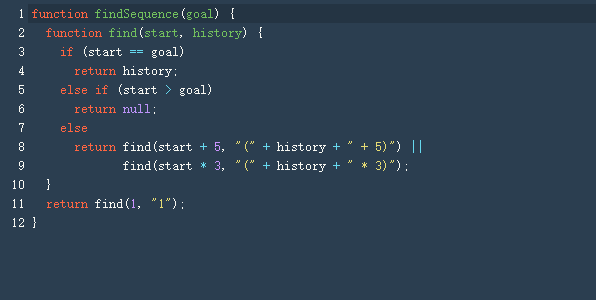 1 function findSequence(goal) {
2   function find(start, history) {
3     if (start == goal)
4       return history;
5     else if (start > goal)
6       return null;
7     else
8       return find(start + 5, "(" + history + " + 5)") ||
9              find(start * 3, "(" + history + " * 3)");
10   }
11   return find(1, "1");
12 }